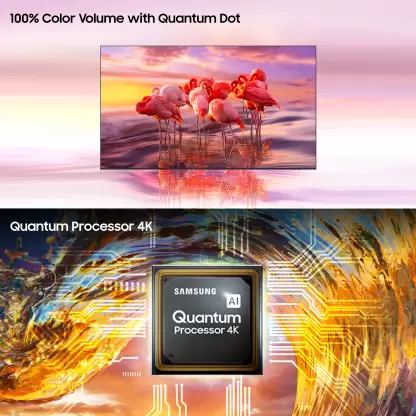 100% Color Volume with Quantum Dot
Quantum Processor 4K
SAMSUNG
AI
Quantum
Processor 4K